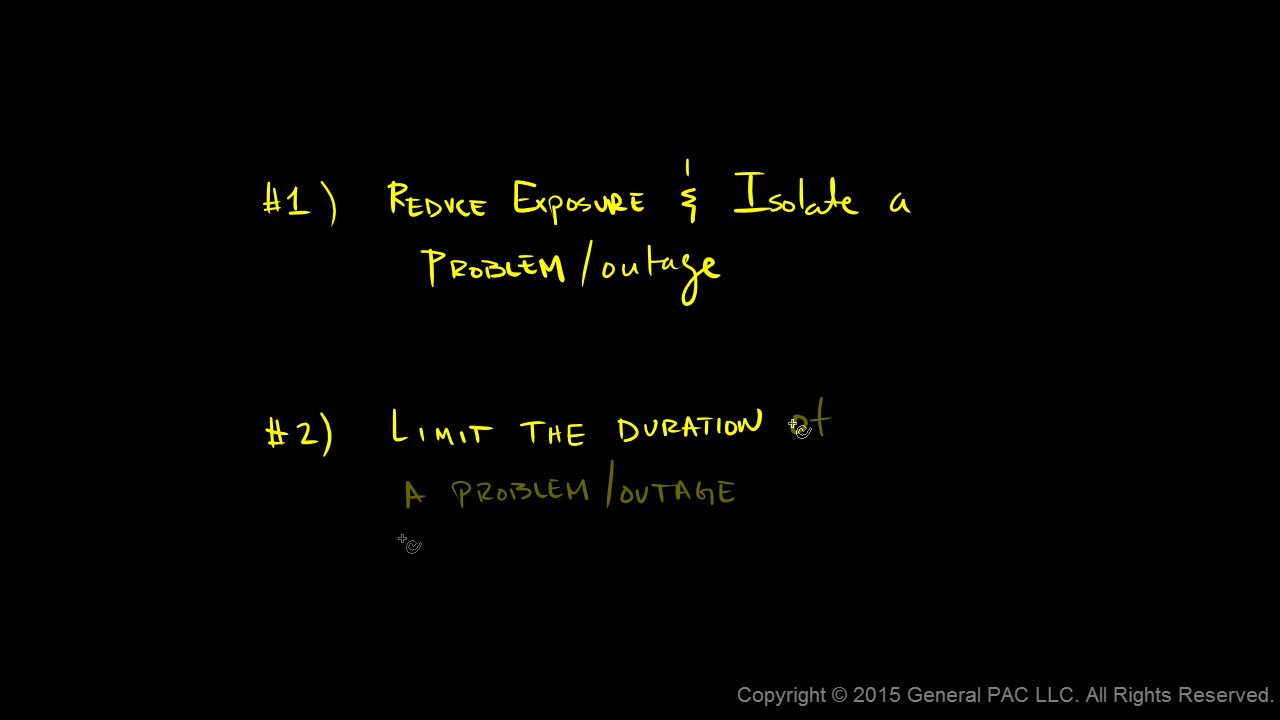 #1) REDUCE EXPOSURE & Isolate a
PROBLEM/outage
#2) LIMIT THE DURATION of
A PROBLEM/OUTAGE
Copyright © 2015 General PAC LLC. All Rights Reserved.